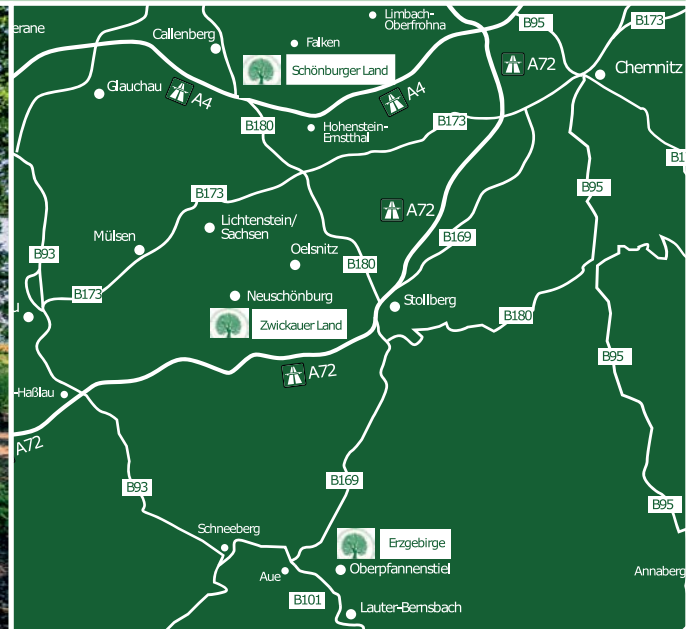 Limbach-
Oberfrohna
B95
B173
erane
Callenberg
Falken
Schönburger Land
A72
Chemnitz
Glauchau
A4
A4
B180
Hohenstein-
Ernstthal
B173
B1
B95
B173
A72
Lichtenstein/
Sachsen
B169
Mülsen
Oelsnitz
B93
B180
B173
Neuschönburg
Stollberg
u
Zwickauer Land
B180
B95
A72
-Haßlau
A72
B169
B93
B95
Schneeberg
Erzgebirge
Aue
Oberpfannenstiel
Annaberg
B101
Lauter-Bernsbach